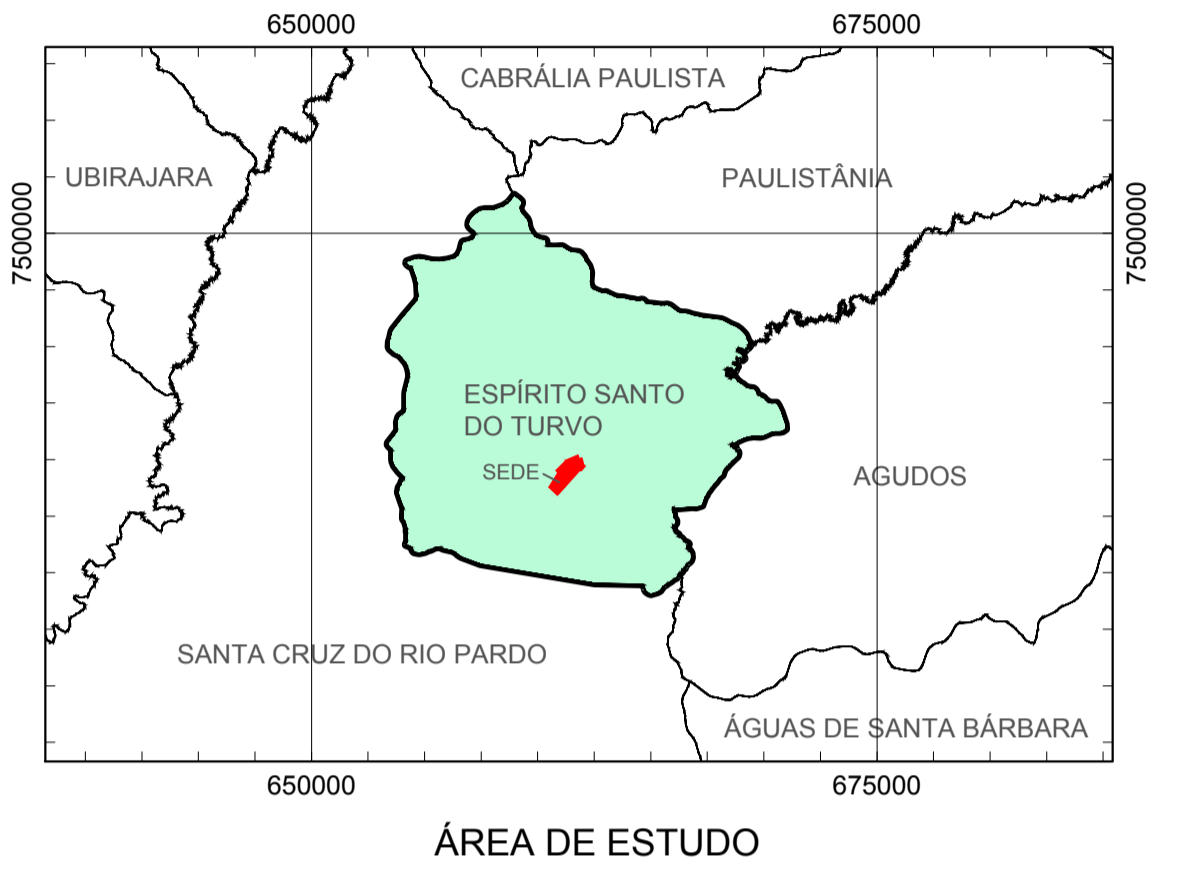 650000
675000
CABRÁLIA PAULISTA
UBIRAJARA
PAULISTÂNIA
7500000
7500000
ESPÍRITO SANTO
DO TURVO
SEDE
AGUDOS
SANTA CRUZ DO RIO PARDO
ÁGUAS DE SANTA BÁRBARA
650000
675000
ÁREA DE ESTUDO